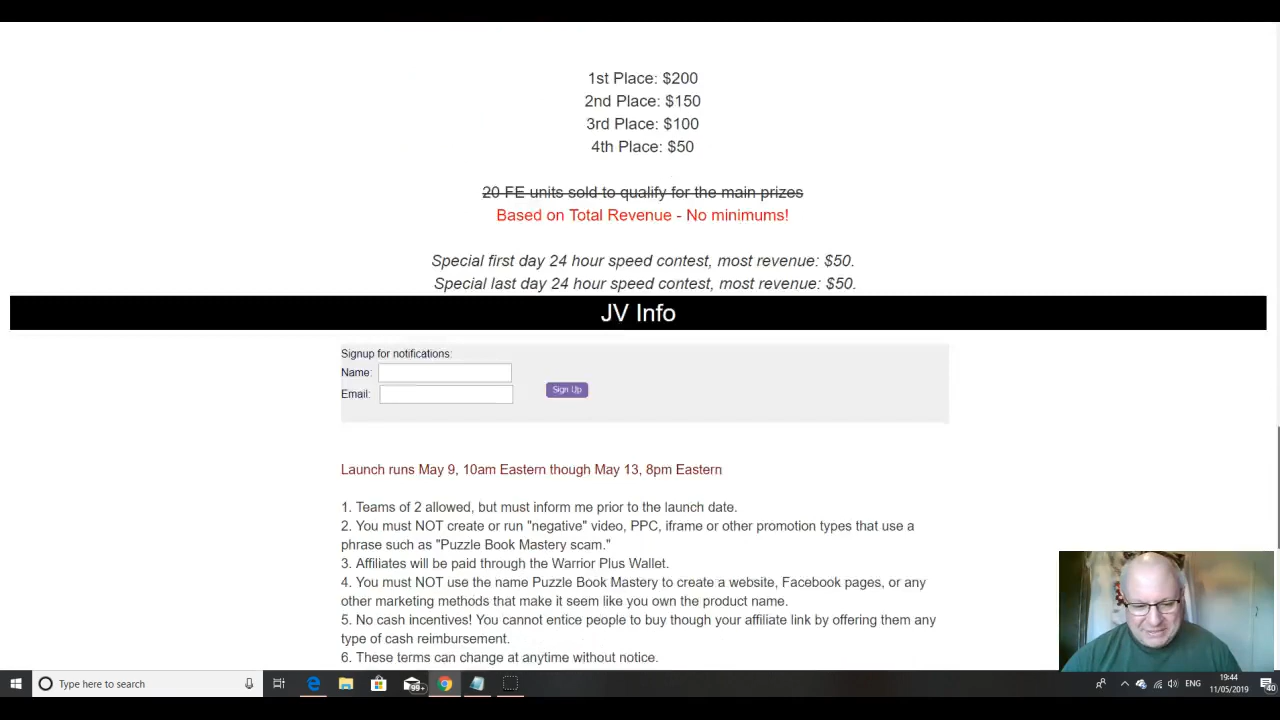 1st Place: $200
2nd Place: $150
3rd Place: $100
4th Place: $50
20 FE units sold to qualify for the main prizes
Based on Total Revenue - No minimums!
Special first day 24 hour speed contest, most revenue: $50.
Special last day 24 hour speed contest, most revenue: $50.
JV Info
Signup for notifications:
Name:
Email:
Sign Up
Launch runs May 9, 10am Eastern though May 13, 8pm Eastern
1. Teams of 2 allowed, but must inform me prior to the launch date.
2. You must NOT create or run "negative" video, PPC, iframe or other promotion types that use a
phrase such as "Puzzle Book Mastery scam."
3. Affiliates will be paid through the Warrior Plus Wallet.
4. You must NOT use the name Puzzle Book Mastery to create a website, Facebook pages, or any
other marketing methods that make it seem like you own the product name.
5. No cash incentives! You cannot entice people to buy though your affiliate link by offering them any
type of cash reimbursement.
6. These terms can change at anytime without notice.
Type here to search
99+
ENG
19:44
11/05/2019
40